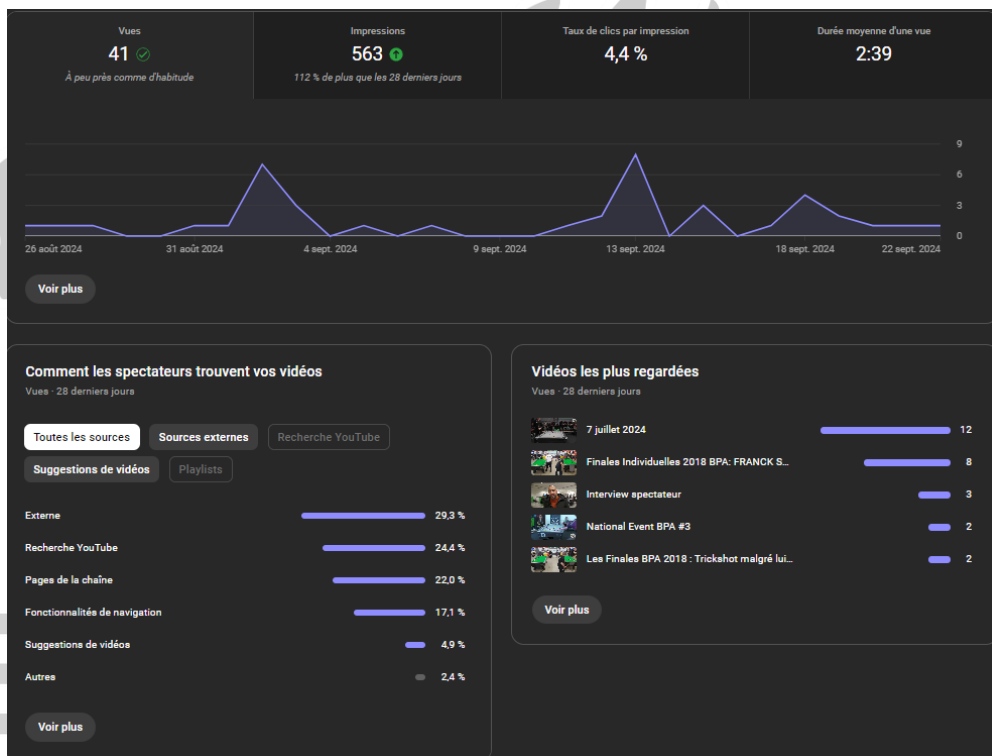 Vues
41
À peu près comme d'habitude
Impressions
563
112 % de plus que les 28 derniers jours
Taux de clics par impression
4,4 %
Durée moyenne d'une vue
2:39
9
6
3
0
26 août 2024 31 août 2024 4 sept. 2024 9 sept. 2024 13 sept. 2024 18 sept. 2024 22 sept. 2024
Voir plus
Comment les spectateurs trouvent vos vidéos
Vues · 28 derniers jours
Toutes les sources Sources externes Recherche YouTube
Suggestions de vidéos Playlists
Externe 29,3 %
Recherche YouTube 24,4 %
Pages de la chaîne 22,0 %
Fonctionnalités de navigation 17,1 %
Suggestions de vidéos 4,9 %
Autres 2,4 %
Voir plus
Vidéos les plus regardées
Vues · 28 derniers jours
7 juillet 2024 12
Finales Individuelles 2018 BPA: FRANCK S... 8
Interview spectateur 3
National Event BPA #3 2
Les Finales BPA 2018 : Trickshot malgré lui... 2
Voir plus